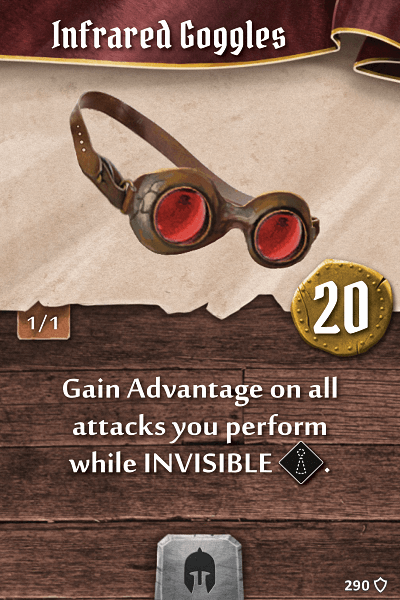 Infrared Goggles
1/1
20
Gain Advantage on all
attacks you perform
while INVISIBLE .
290